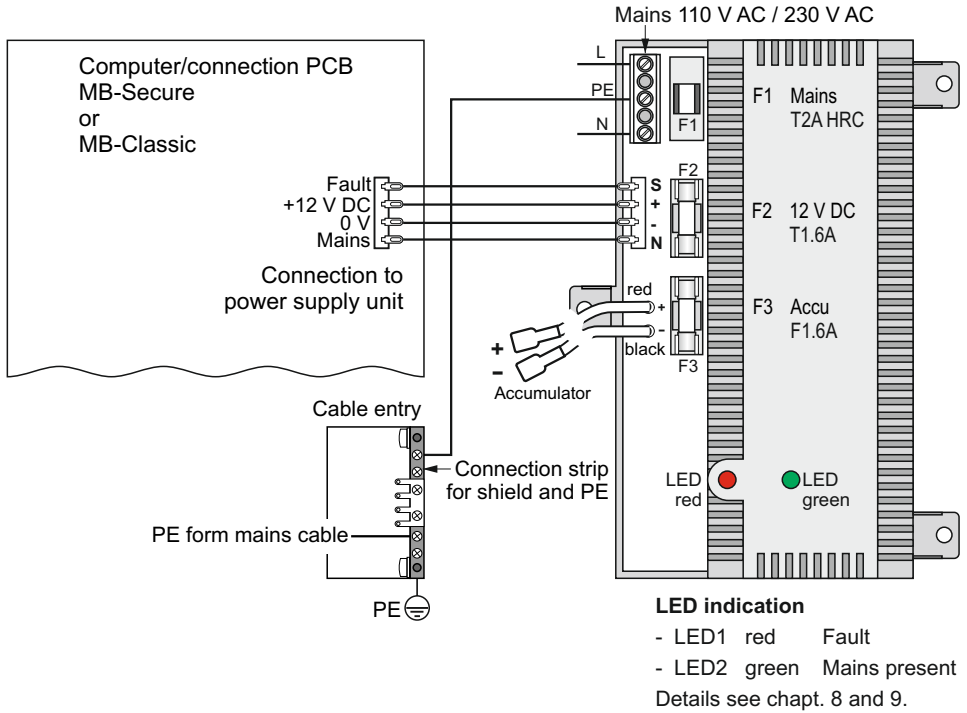 Mains 110 V AC / 230 V AC
Computer/connection PCB
MB-Secure
or
MB-Classic
L
PE
N
F1
F1 Mains
T2A HRC
Fault
+12 V DC
0 V
Mains
S
+
-
N
F2
F2 12 V DC
T1.6A
Connection to
power supply unit
red
+
-
black
F3
F3 Accu
F1.6A
+
-
Accumulator
Cable entry
Connection strip
for shield and PE
PE form mains cable
PE
LED
red
LED
green
LED indication
- LED1 red Fault
- LED2 green Mains present
Details see chapt. 8 and 9.